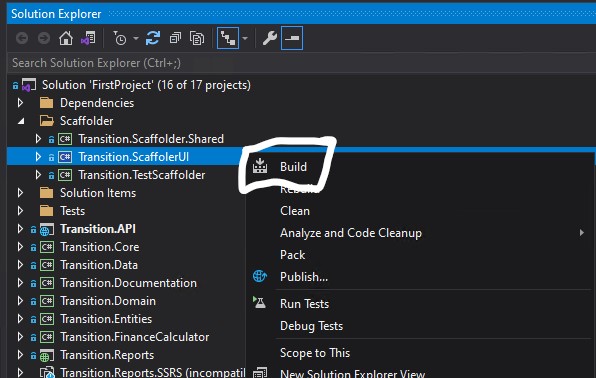 Solution Explorer
Search Solution Explorer (Ctrl+;)
Solution 'FirstProject' (16 of 17 projects)
Dependencies
Scaffolder
C# Transition.Scaffolder.Shared
C# Transition.ScaffolerUI
C# Transition.TestScaffolder
Solution Items
Tests
Transition.API
C# Transition.Core
C# Transition.Data
C# Transition.Documentation
C# Transition.Domain
C# Transition.Entities
C# Transition.FinanceCalculator
Transition.Reports
Transition.Reports.SSRS (incompatib
Build
Rebuild
Clean
Analyze and Code Cleanup
Pack
Publish...
Run Tests
Debug Tests
Scope to This
New Solution Explorer View